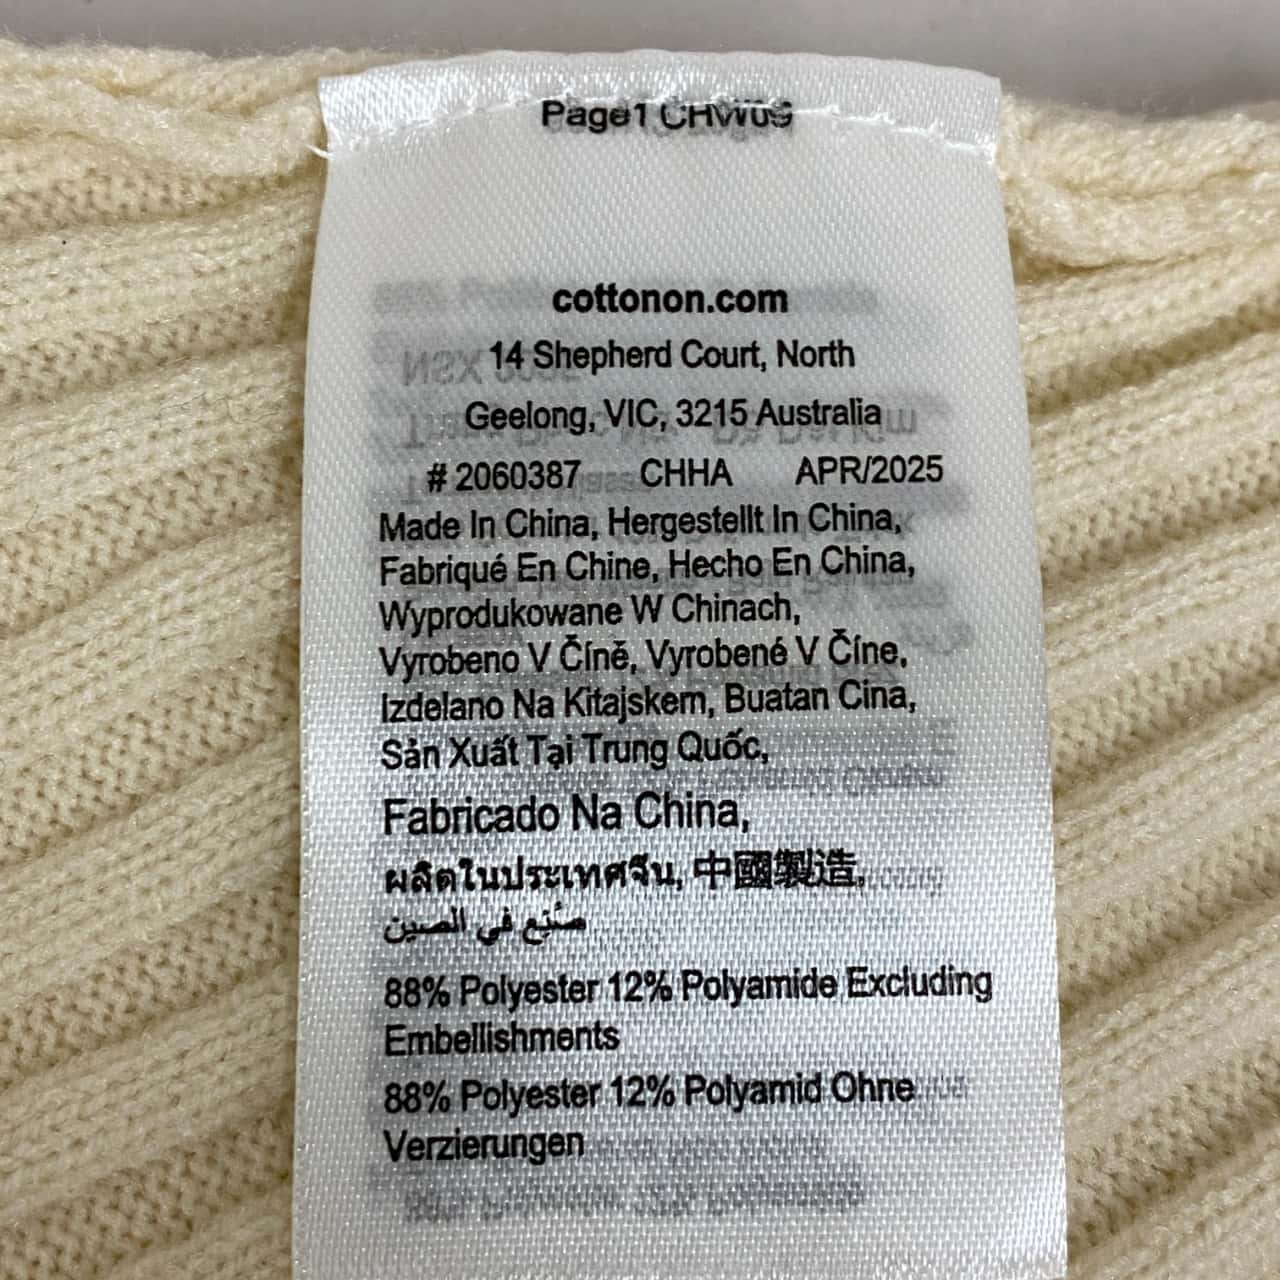 Page1 CHW09
cottonon.com
14 Shepherd Court, North
Geelong, VIC, 3215 Australia
# 2060387 CHHA APR/2025
Made In China, Hergestellt In China,
Fabriqué En Chine, Hecho En China,
Wyprodukowane W Chinach,
Vyrobeno V Číně, Vyrobené V Číne,
Izdelano Na Kitajskem, Buatan Cina,
Sản Xuất Tại Trung Quốc,
Fabricado Na China,
ผลิตในประเทศจีน, 中國製造,
صُنِع في الصين
88% Polyester 12% Polyamide Excluding
Embellishments
88% Polyester 12% Polyamid Ohne
Verzierungen